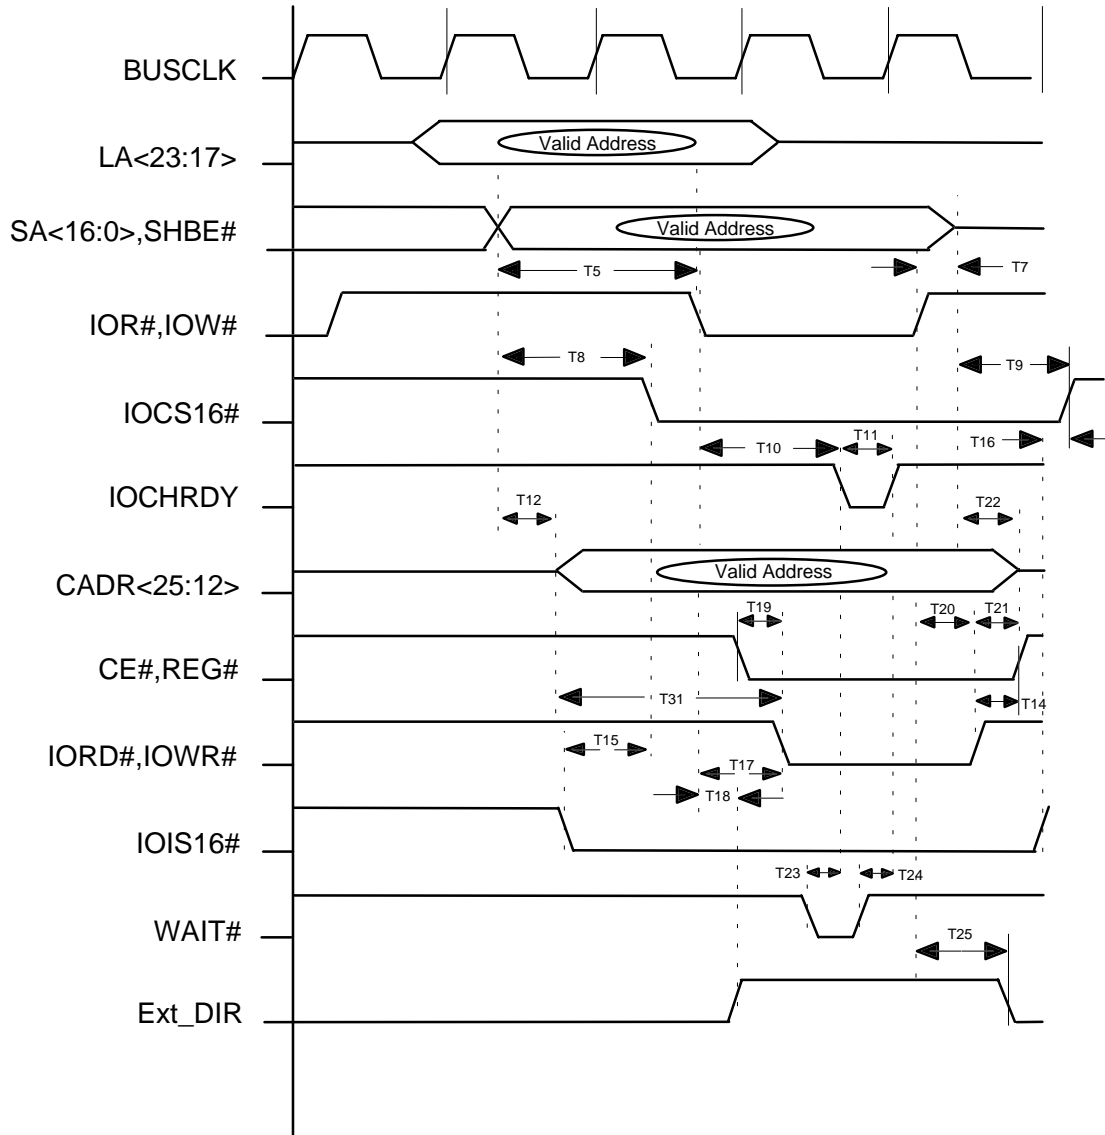 BUSCLK
LA<23:17>
Valid Address
SA<16:0>,SHBE#
Valid Address
T5
T7
IOR#,IOW#
T8
T9
IOCS16#
T10
T11
T16
IOCHRDY
T12
T22
CADR<25:12>
Valid Address
T19
T20
T21
CE#,REG#
T31
T14
IORD#,IOWR#
T15
T17
T18
IOIS16#
T23
T24
WAIT#
T25
Ext_DIR